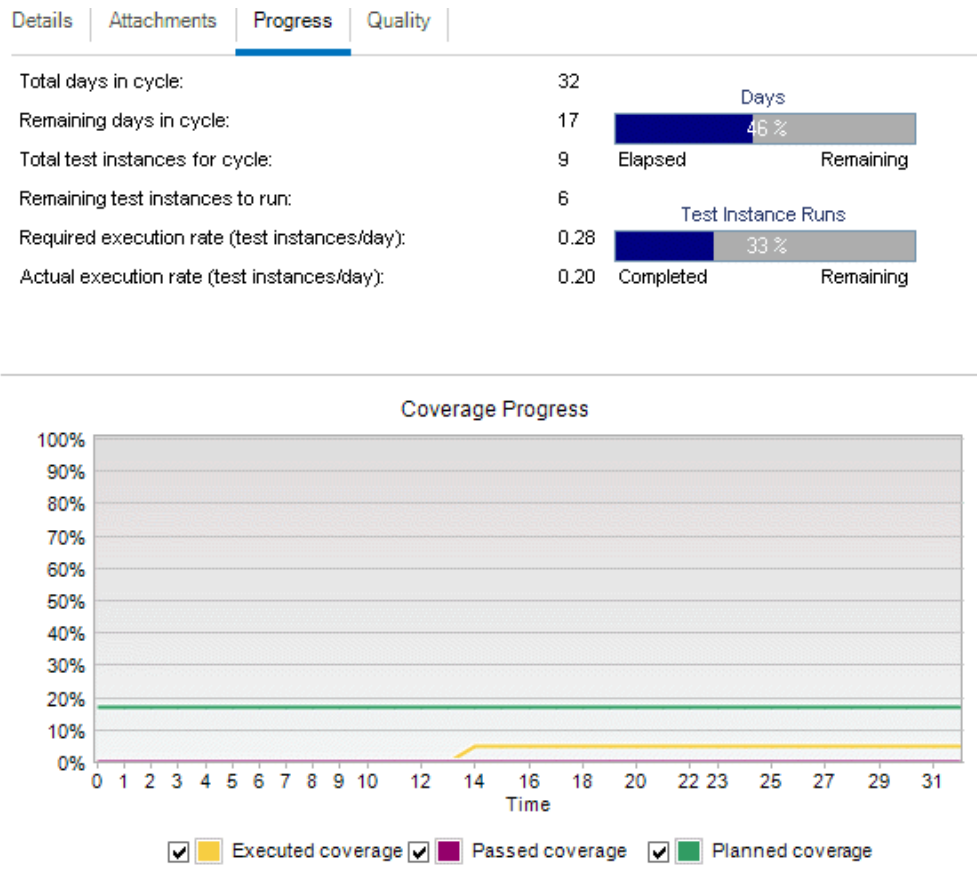 Details Attachments Progress Quality
Total days in cycle: 32
Days
Remaining days in cycle: 17
46 %
Total test instances for cycle: 9
Elapsed Remaining
Remaining test instances to run: 6
Test Instance Runs
Required execution rate (test instances/day): 0.28
33 %
Actual execution rate (test instances/day): 0.20
Completed Remaining
Coverage Progress
100%
90%
80%
70%
60%
50%
40%
30%
20%
10%
0%
0 1 2 3 4 5 6 7 8 9 10 12 14 16 18 20 22 23 25 27 29 31
Time
Executed coverage Passed coverage Planned coverage